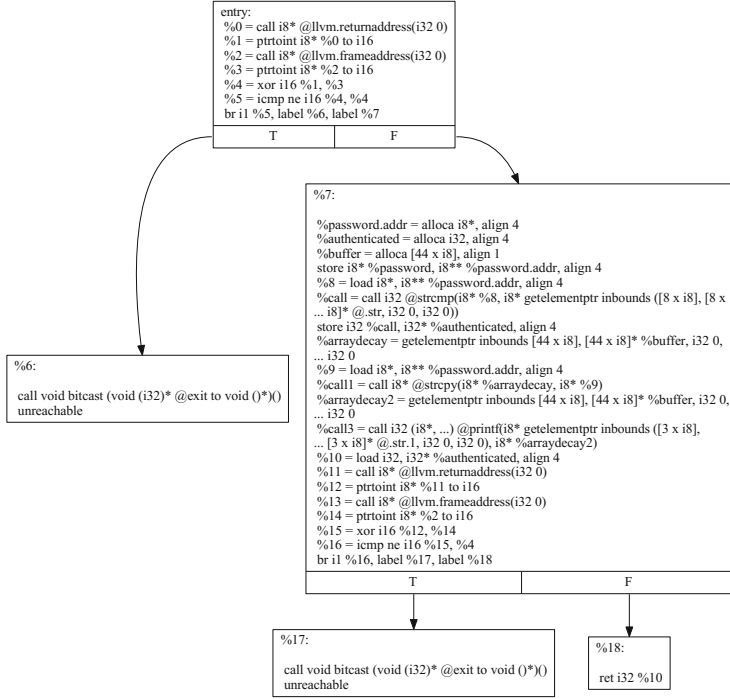 entry:
%0 = call i8* @llvm.returnaddress(i32 0)
%1 = ptrtoint i8* %0 to i16
%2 = call i8* @llvm.frameaddress(i32 0)
%3 = ptrtoint i8* %2 to i16
%4 = xor i16 %1, %3
%5 = icmp ne i16 %4, %4
br i1 %5, label %6, label %7
T F
%7:
%password.addr = alloca i8*, align 4
%authenticated = alloca i32, align 4
%buffer = alloca [44 x i8], align 1
store i8* %password, i8** %password.addr, align 4
%8 = load i8*, i8** %password.addr, align 4
%call = call i32 @strcmp(i8* %8, i8* getelementptr inbounds ([8 x i8], [8 x
... i8]* @.str, i32 0, i32 0))
store i32 %call, i32* %authenticated, align 4
%arraydecay = getelementptr inbounds [44 x i8], [44 x i8]* %buffer, i32 0,
... i32 0
%9 = load i8*, i8** %password.addr, align 4
%call1 = call i8* @strcpy(i8* %arraydecay, i8* %9)
%arraydecay2 = getelementptr inbounds [44 x i8], [44 x i8]* %buffer, i32 0,
... i32 0
%call3 = call i32 (i8*, ...) @printf(i8* getelementptr inbounds ([3 x i8],
... [3 x i8]* @.str.1, i32 0, i32 0), i8* %arraydecay2)
%10 = load i32, i32* %authenticated, align 4
%11 = call i8* @llvm.returnaddress(i32 0)
%12 = ptrtoint i8* %11 to i16
%13 = call i8* @llvm.frameaddress(i32 0)
%14 = ptrtoint i8* %2 to i16
%15 = xor i16 %12, %14
%16 = icmp ne i16 %15, %4
br i1 %16, label %17, label %18
T F
%6:
call void bitcast (void (i32)* @exit to void ()*)()
unreachable
%17:
call void bitcast (void (i32)* @exit to void ()*)()
unreachable
%18:
ret i32 %10